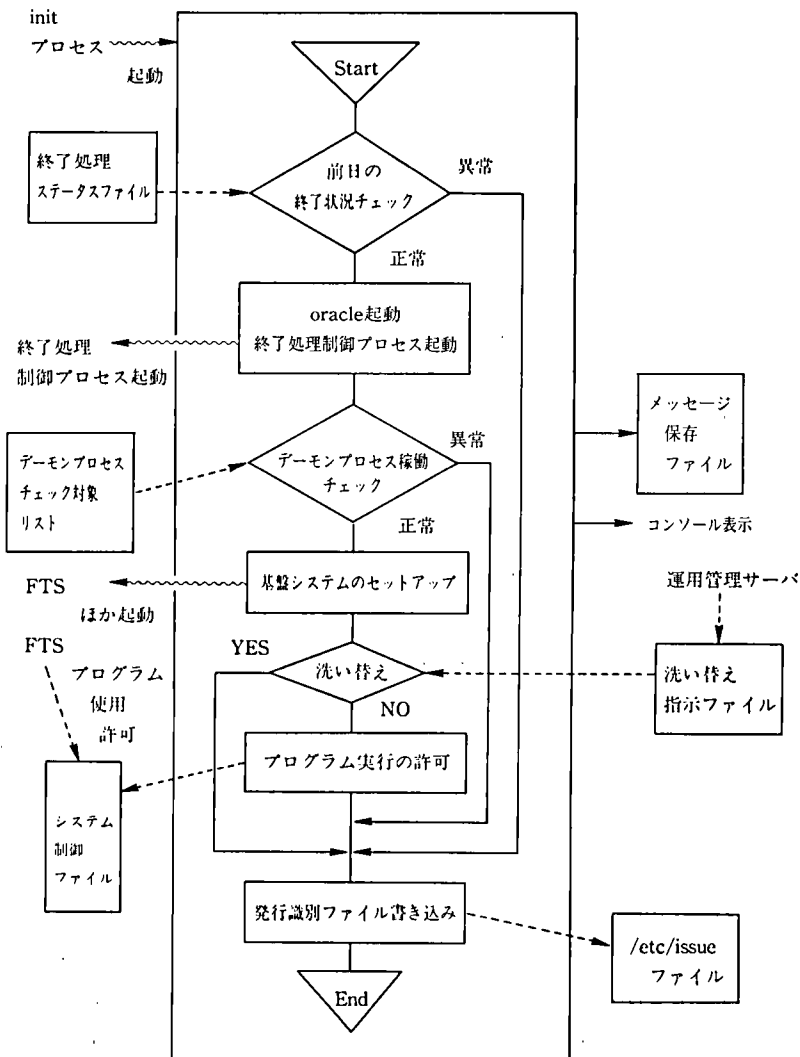 init
プロセス
起動
Start
終了処理
ステータスファイル
前日の
終了状況チェック
異常
正常
oracle起動
終了処理制御プロセス起動
終了処理
制御プロセス起動
メッセージ
保存
ファイル
デーモンプロセス
チェック対象
リスト
デーモンプロセス稼働
チェック
異常
正常
コンソール表示
FTS
ほか起動
基盤システムのセットアップ
運用管理サーバ
FTS
プログラム
使用
許可
YES
洗い替え
NO
洗い替え
指示ファイル
プログラム実行の許可
システム
制御
ファイル
発行識別ファイル書き込み
/etc/issue
ファイル
End